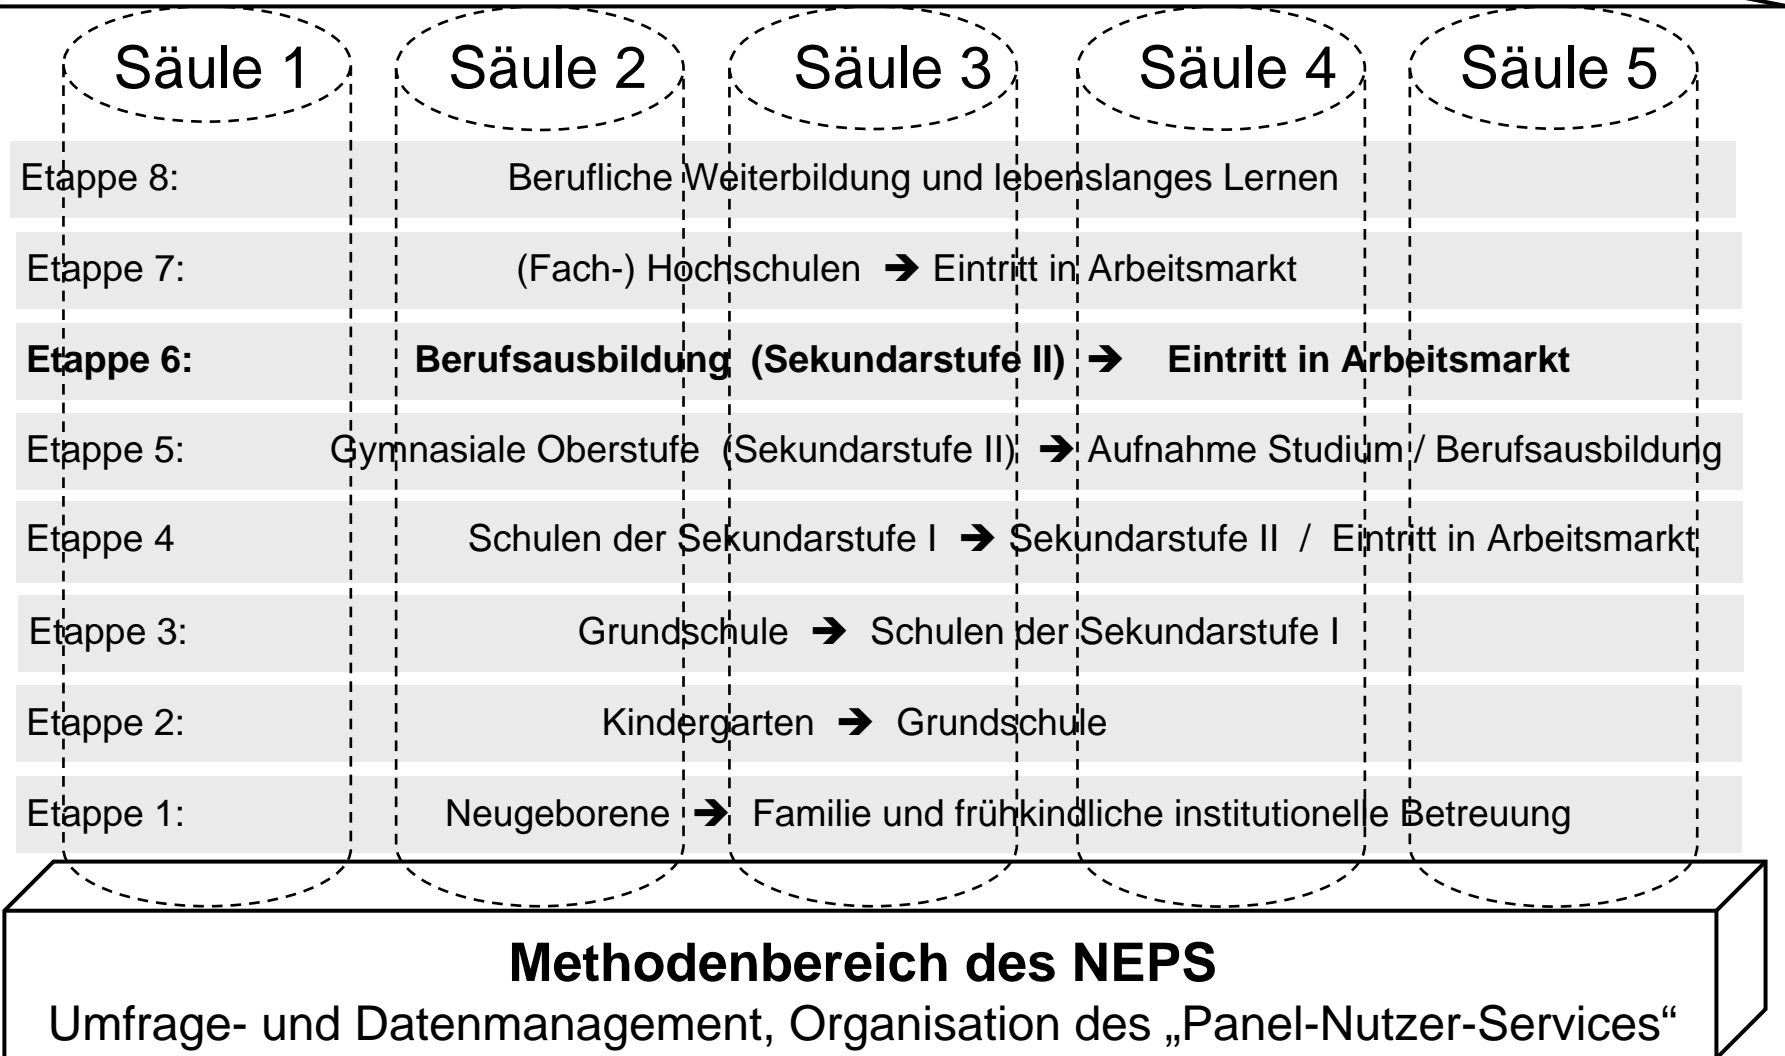 Säule 1 Säule 2 Säule 3 Säule 4 Säule 5
Etappe 8: Berufliche Weiterbildung und lebenslanges Lernen
Etappe 7: (Fach-) Hochschulen ➔ Eintritt in Arbeitsmarkt
Etappe 6: Berufsausbildung (Sekundarstufe II) ➔ Eintritt in Arbeitsmarkt
Etappe 5: Gymnasiale Oberstufe (Sekundarstufe II) ➔ Aufnahme Studium / Berufsausbildung
Etappe 4 Schulen der Sekundarstufe I ➔ Sekundarstufe II / Eintritt in Arbeitsmarkt
Etappe 3: Grundschule ➔ Schulen der Sekundarstufe I
Etappe 2: Kindergarten ➔ Grundschule
Etappe 1: Neugeborene ➔ Familie und frühkindliche institutionelle Betreuung
Methodenbereich des NEPS
Umfrage- und Datenmanagement, Organisation des „Panel-Nutzer-Services“